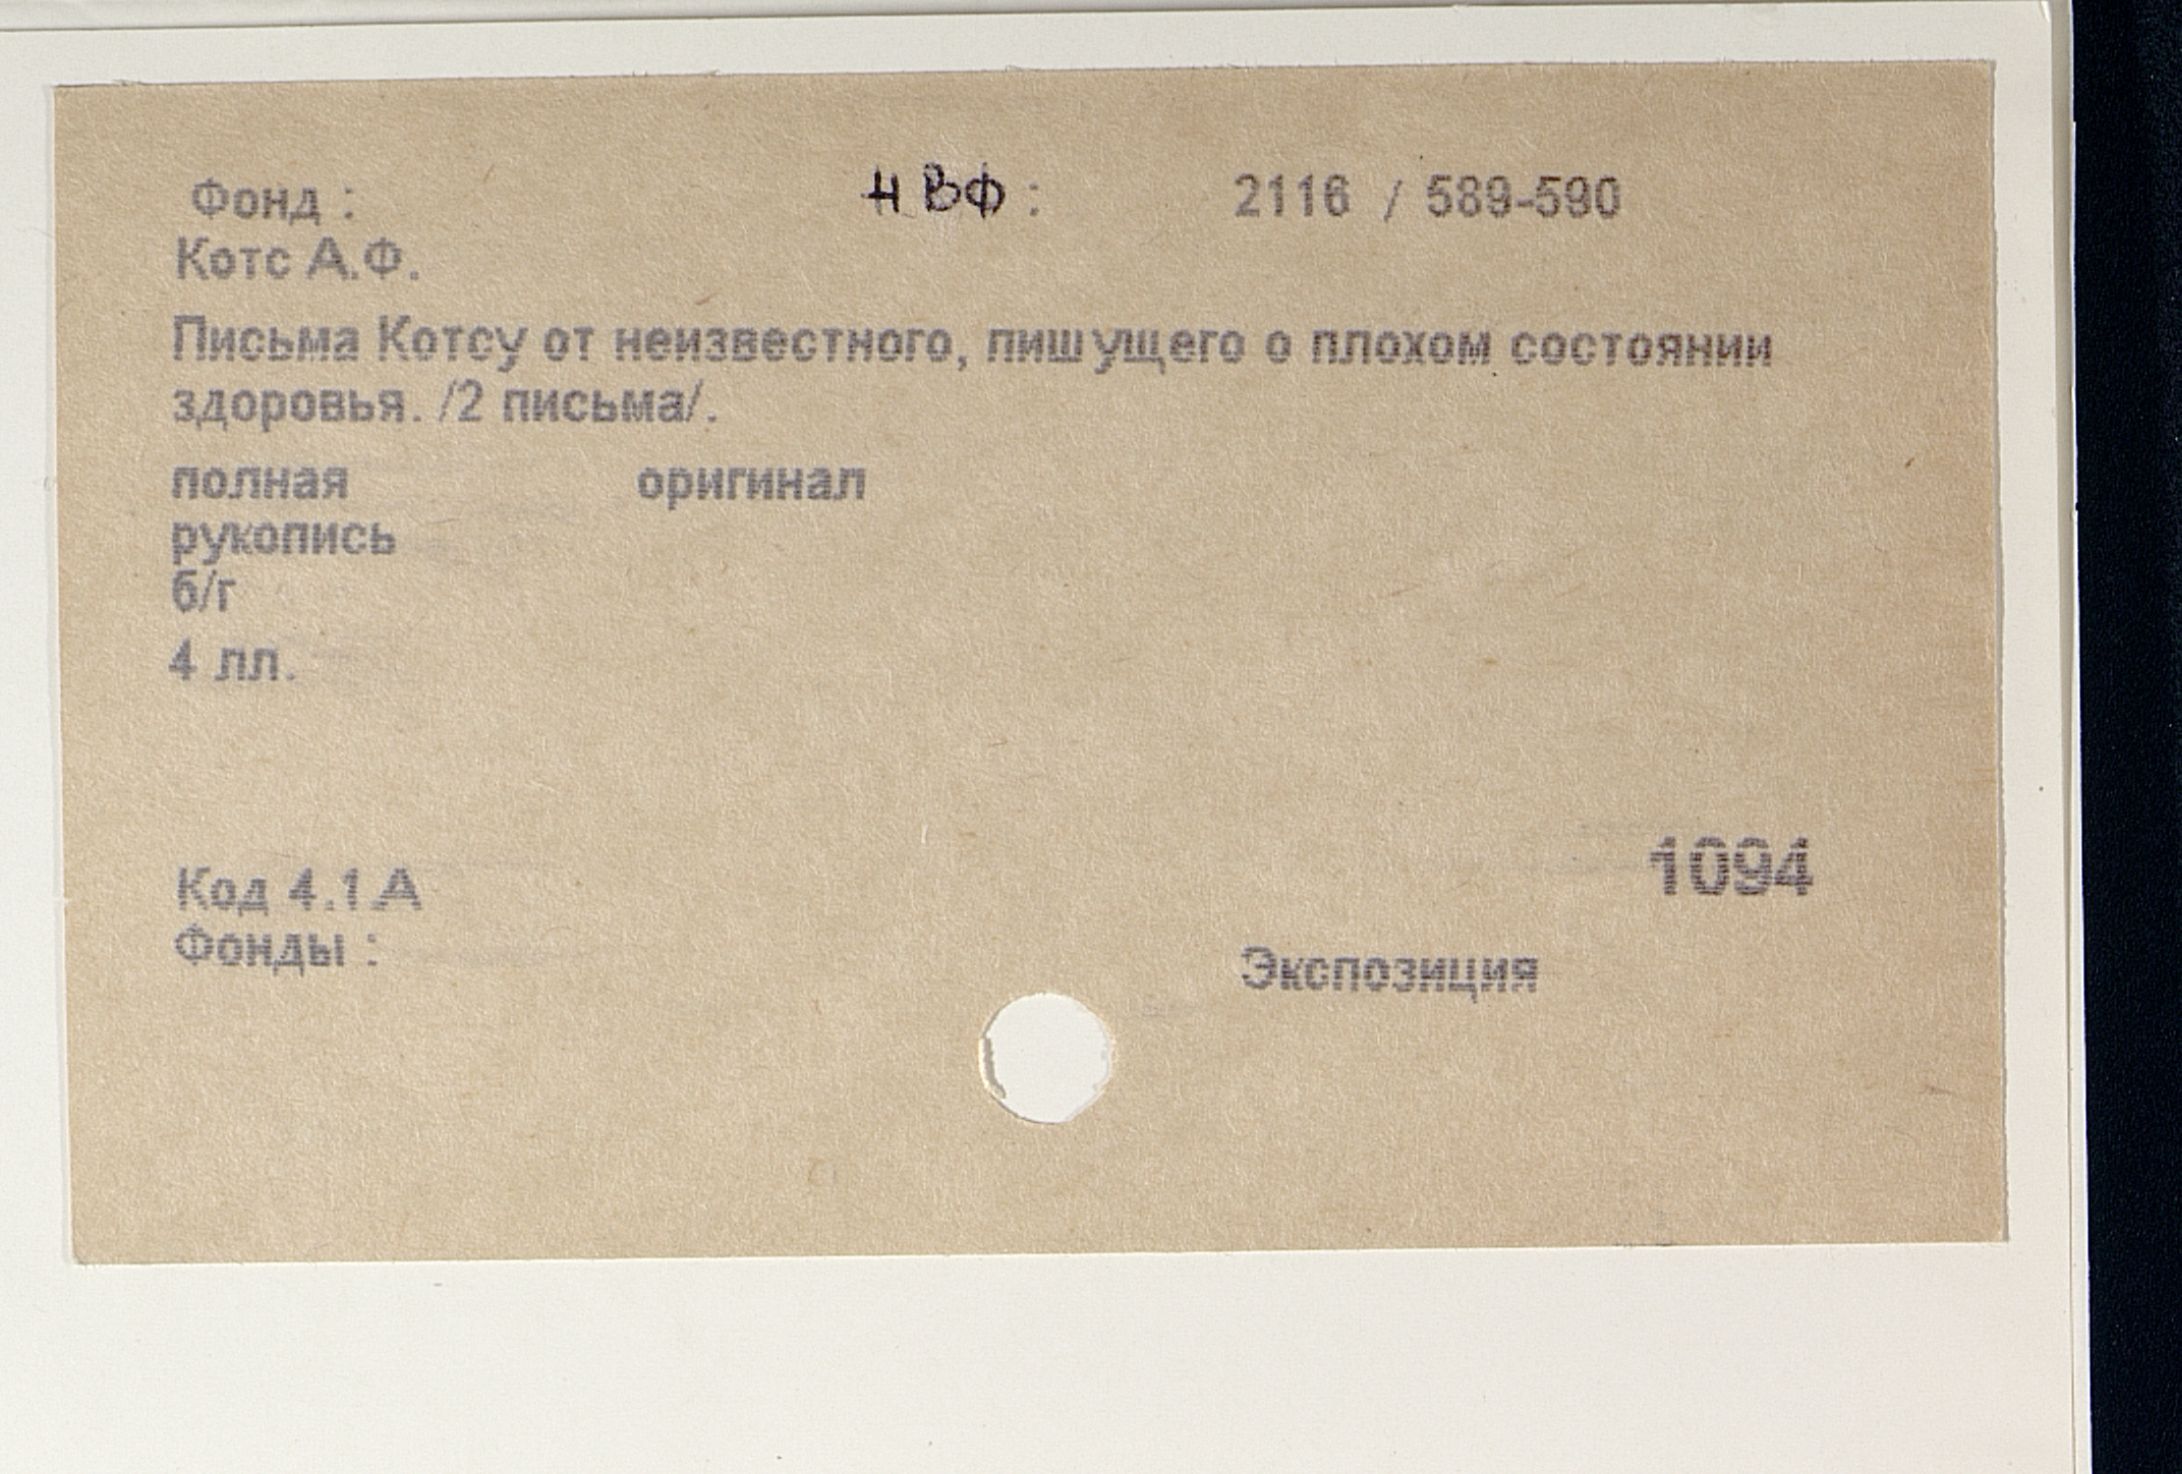 Фонд : НВФ : 2116 / 589-590
Котс А.Ф.
Письма Котсу от неизвестного, пишущего о плохом состоянии
здоровья. /2 письма/.
полная оригинал
рукопись
б/г
4 лл.
1094
Код 4.1.А
Фонды :
Экспозиция